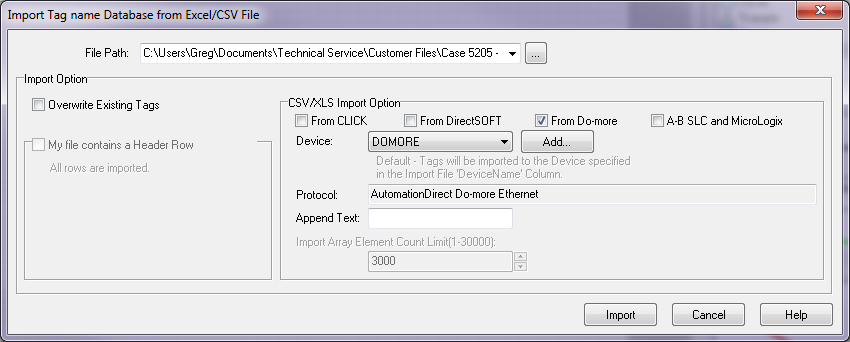 Import Tag name Database from Excel/CSV File
File Path: C:\Users\Greg\Documents\Technical Service\Customer Files\Case 5205 - ...
Import Option
Overwrite Existing Tags
My file contains a Header Row
All rows are imported.
CSV/XLS Import Option
From CLICK From DirectSOFT From Do-more A-B SLC and MicroLogix
Device: DOMORE Add...
Default - Tags will be imported to the Device specified
in the Import File 'DeviceName' Column.
Protocol: AutomationDirect Do-more Ethernet
Append Text:
Import Array Element Count Limit(1-30000):
3000
Import Cancel Help